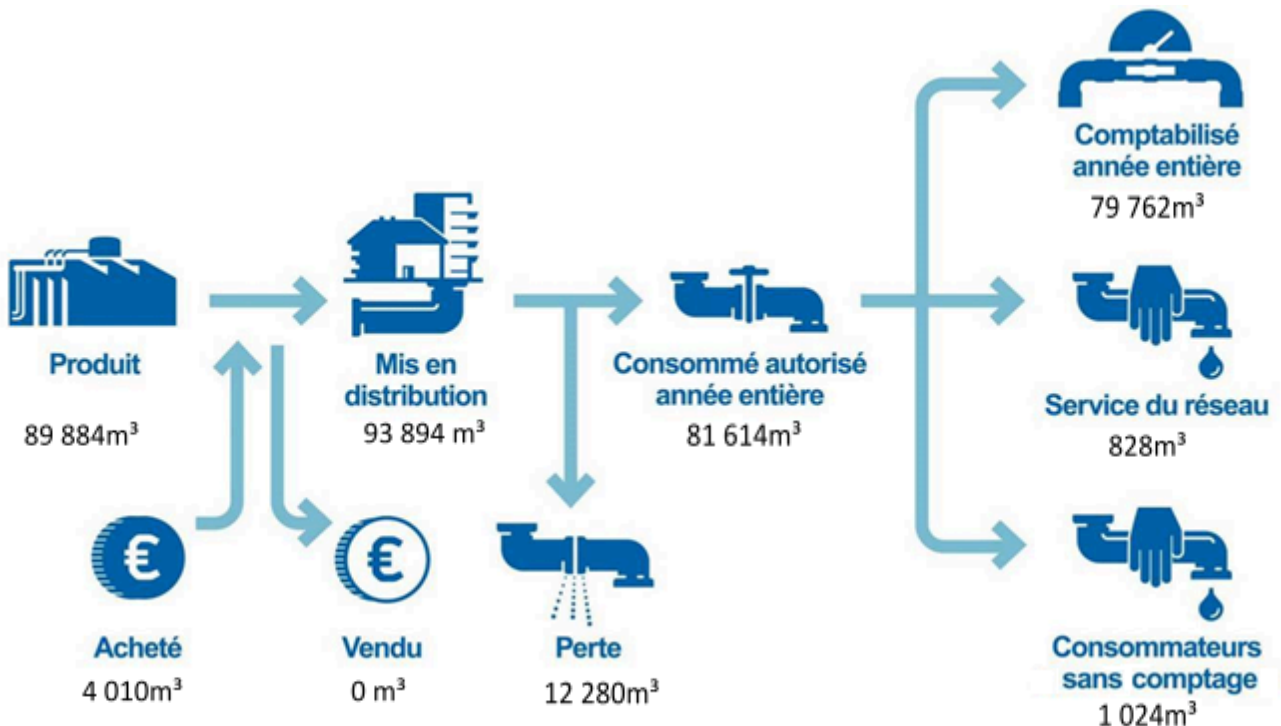 Produit
89 884m³
Acheté
4 010m³
Vendu
0 m³
Mis en
distribution
93 894 m³
Perte
12 280m³
Consommé autorisé
année entière
81 614m³
Comptabilisé
année entière
79 762m³
Service du réseau
828m³
Consommateurs
sans comptage
1 024m³